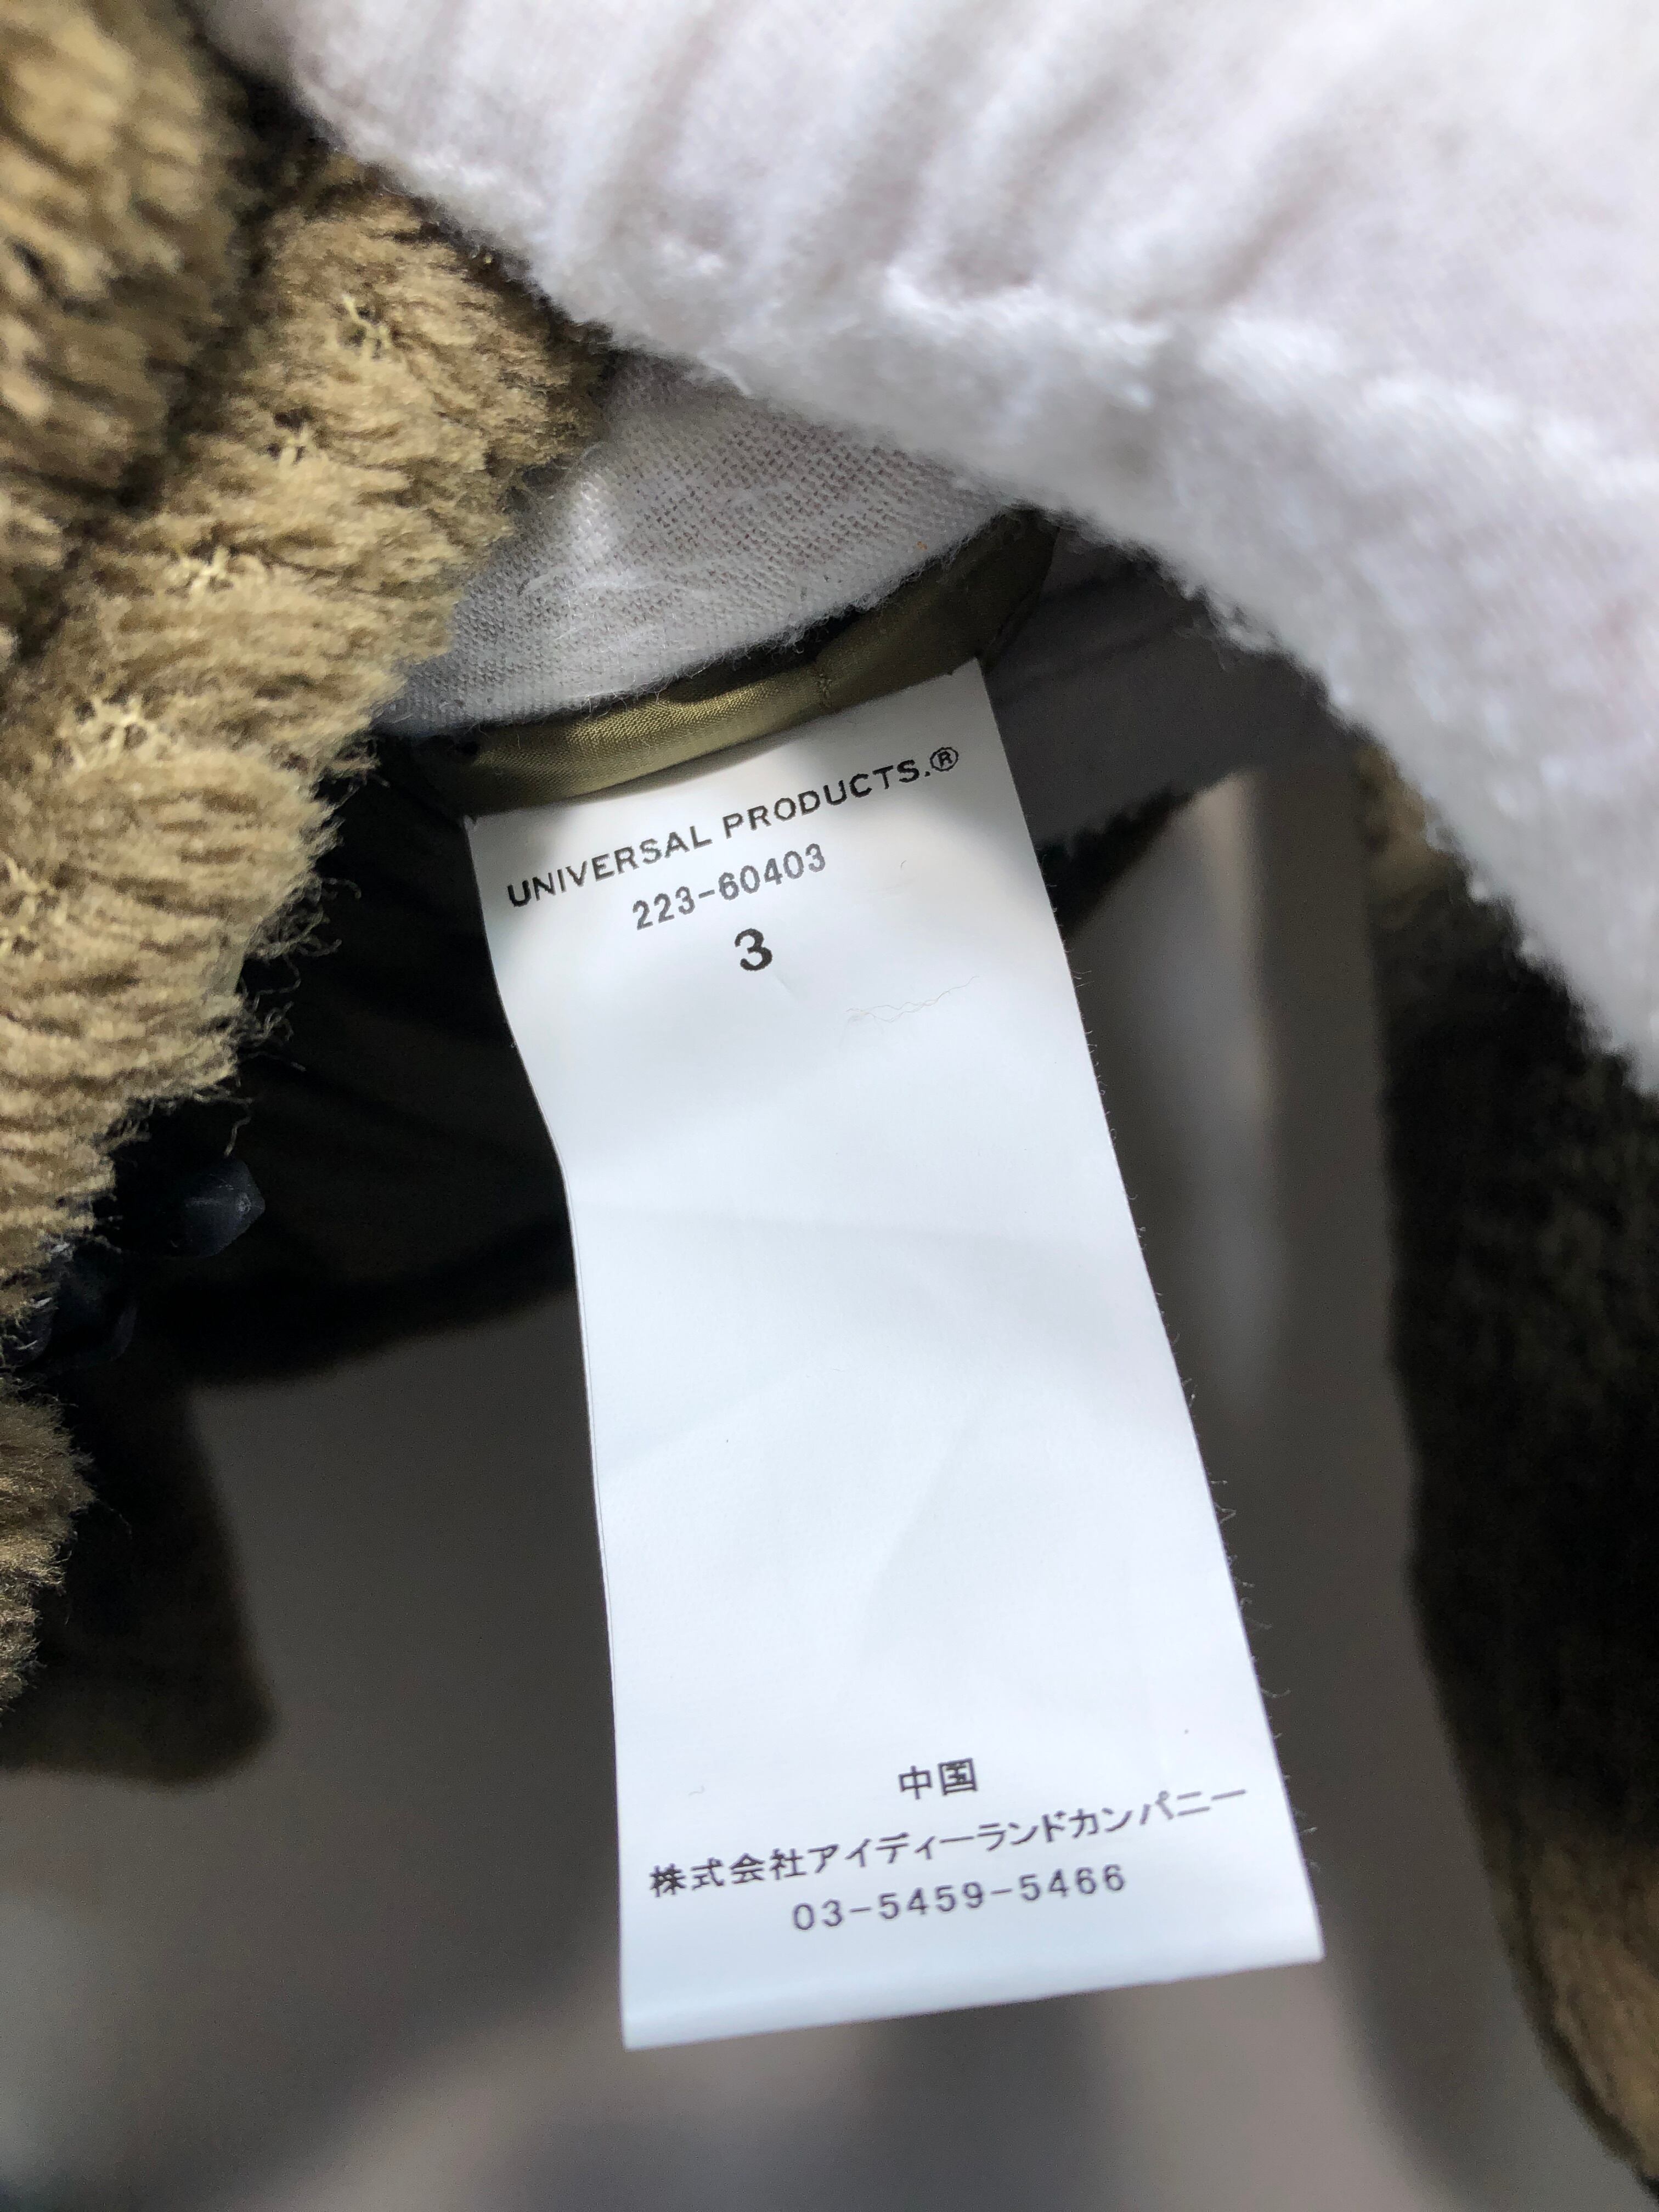 UNIVERSAL PRODUCTS.®
223-60403
3
中国
株式会社アイディーランドカンパニー
03-5459-5466